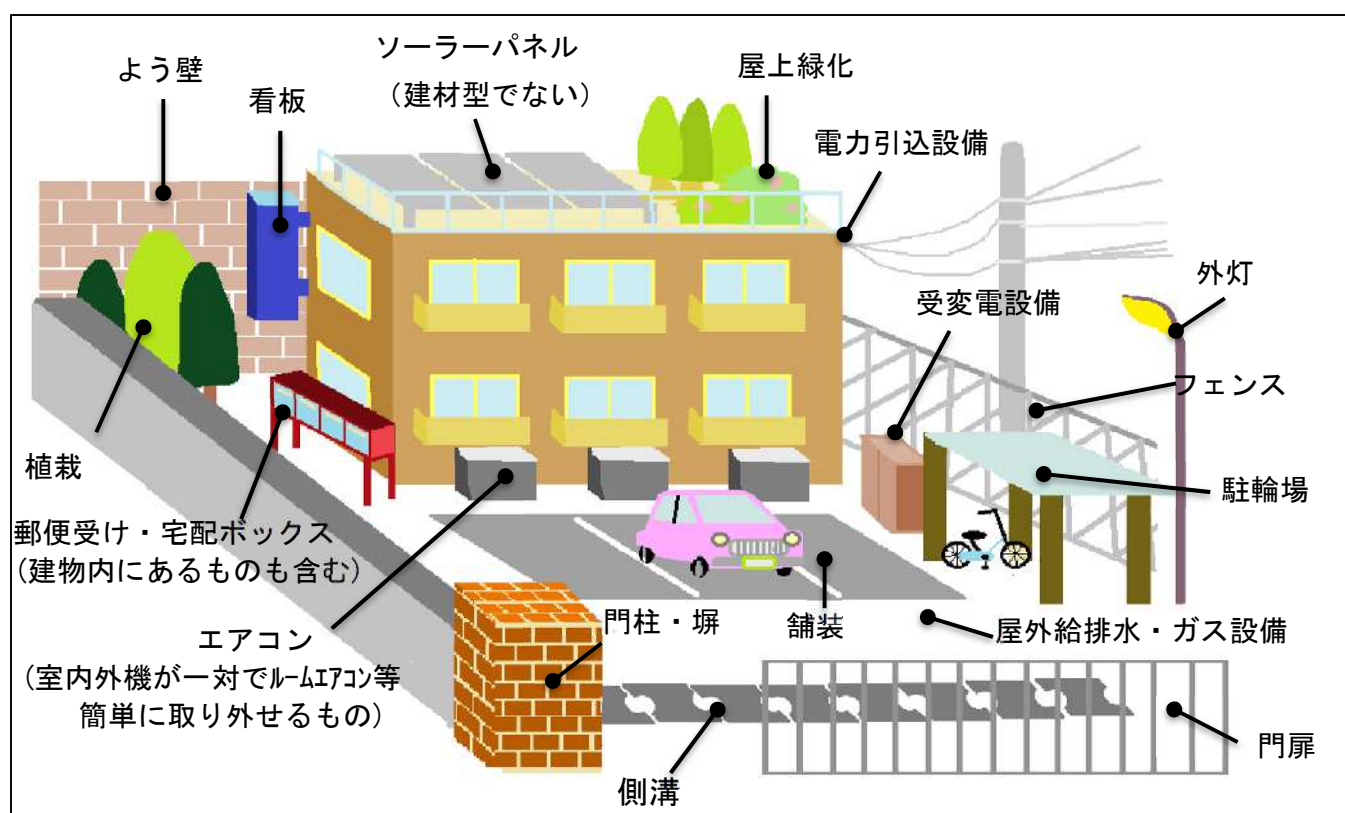 ソーラーパネル
(建材型でない)
よう壁
看板
屋上緑化
電力引込設備
外灯
受変電設備
フェンス
植栽
駐輪場
郵便受け・宅配ボックス
(建物内にあるものも含む)
エアコン
(室内外機が一対でﾙｰﾑｴｱｺﾝ等
簡単に取り外せるもの)
門柱・塀
舗装
屋外給排水・ガス設備
門扉
側溝